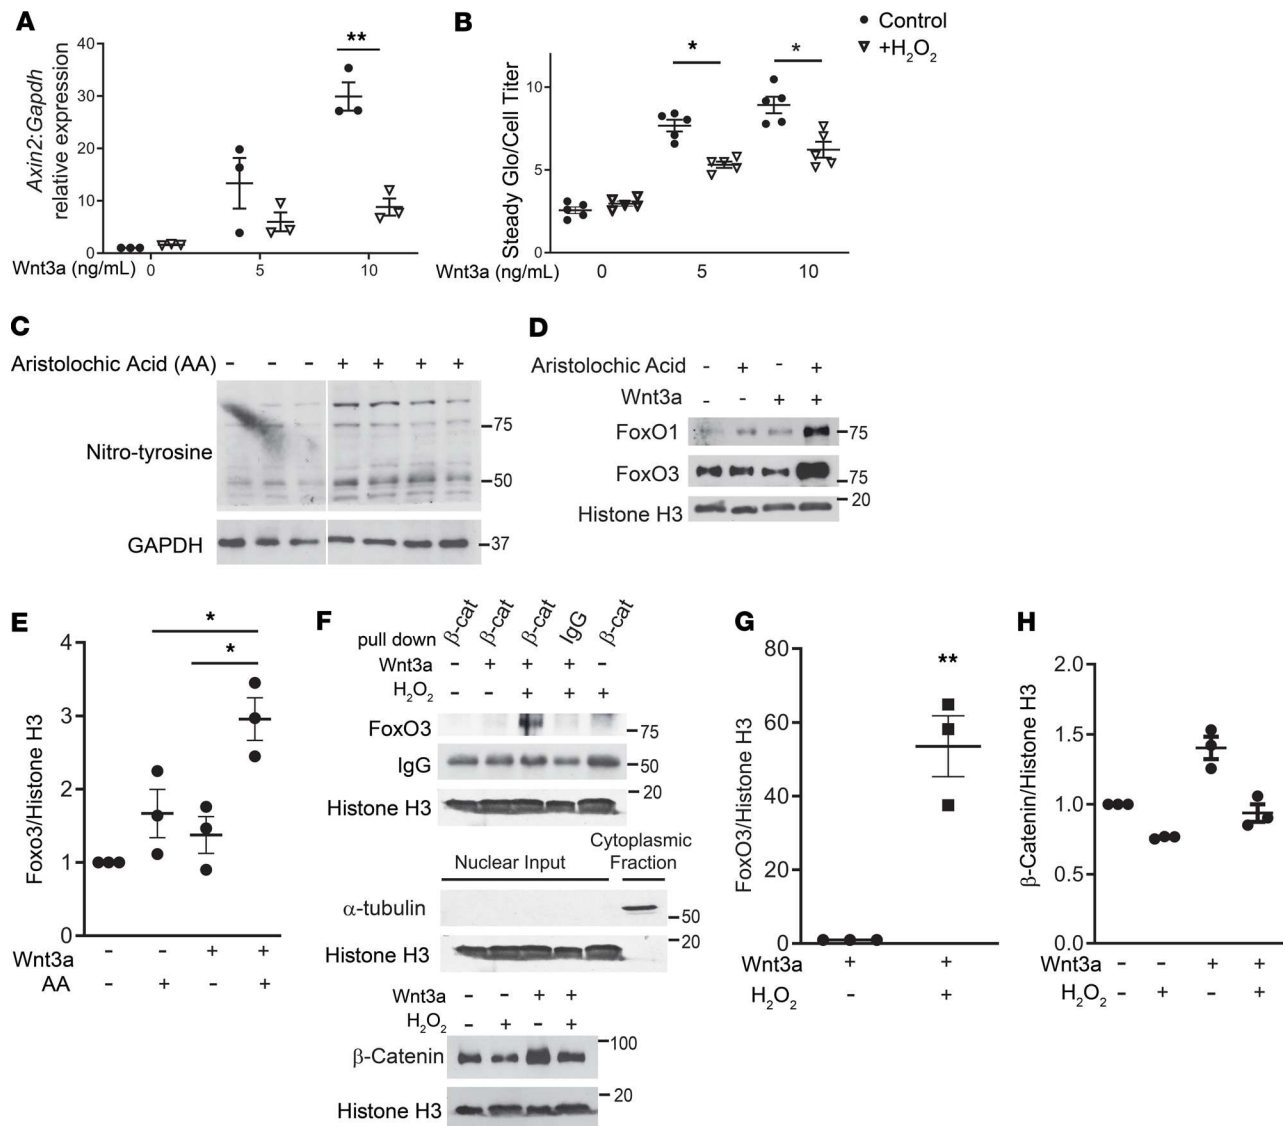 A
Axin2:Gapdh
relative expression
40
30
20
10
0
**
Wnt3a (ng/mL) 0 5 10
B
Steady Glo/Cell Titer
10
5
0
*
*
Wnt3a (ng/mL) 0 5 10
Control
+H₂O₂
C
Aristolochic Acid (AA) - - - + + + +
Nitro-tyrosine
75
50
GAPDH
37
D
Aristolochic Acid - + - +
Wnt3a - - + +
FoxO1
75
FoxO3
75
Histone H3
20
E
Foxo3/Histone H3
4
3
2
1
0
*
*
Wnt3a - - + +
AA - + - +
F
pull down β-cat β-cat β-cat IgG β-cat
Wnt3a - + + + -
H₂O₂ - - + + +
FoxO3
75
IgG
50
Histone H3
20
Nuclear Input
Cytoplasmic
Fraction
α-tubulin
50
Histone H3
20
Wnt3a - - + +
H₂O₂ - + - +
β-Catenin
100
Histone H3
20
G
FoxO3/Histone H3
80
60
40
20
0
**
Wnt3a + +
H₂O₂ - +
H
β-Catenin/Histone H3
2.0
1.5
1.0
0.5
0.0
Wnt3a - - + +
H₂O₂ - + - +